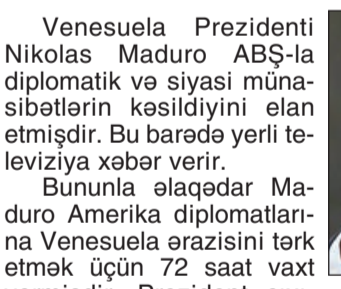 Venesuela Prezidenti
Nikolas Maduro ABŞ-la
diplomatik və siyasi müna-
sibətlərin kəsildiyini elan
etmişdir. Bu barədə yerli te-
leviziya xəbər verir.
Bununla əlaqədar Ma-
duro Amerika diplomatları-
na Venesuela ərazisini tərk
etmək üçün 72 saat vaxt